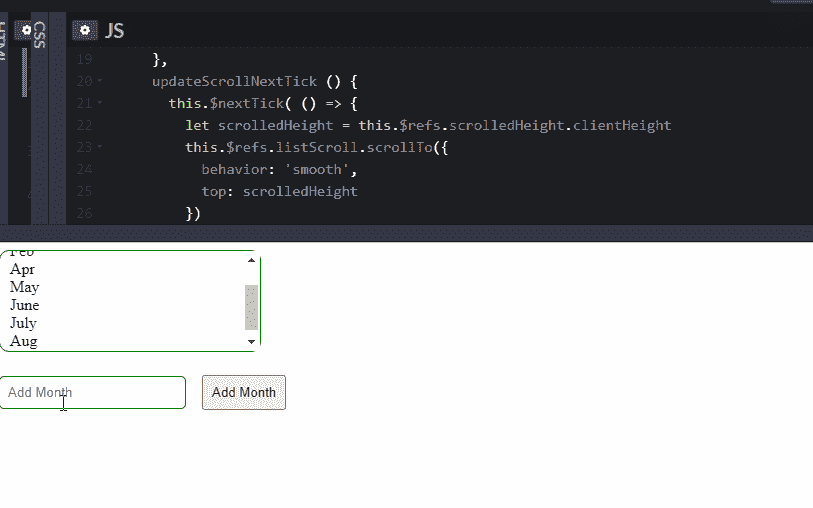 HTML
CSS
JS
19 },
20 updateScrollNextTick () {
21 this.$nextTick( () => {
22 let scrolledHeight = this.$refs.scrolledHeight.clientHeight
23 this.$refs.listScroll.scrollTo({
24 behavior: 'smooth',
25 top: scrolledHeight
26 })
Feb
Apr
May
June
July
Aug
Add Month
Add Month